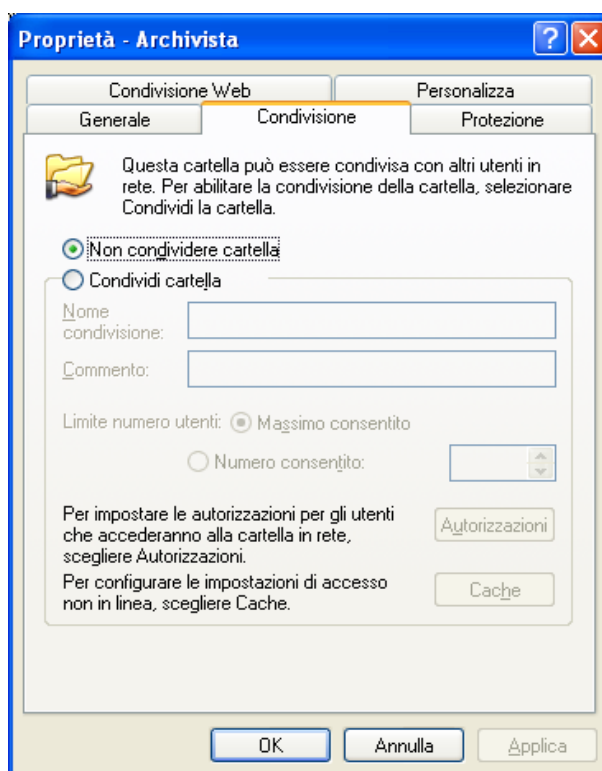 Proprietà - Archivista
Condivisione Web
Personalizza
Generale
Condivisione
Protezione
Questa cartella può essere condivisa con altri utenti in
rete. Per abilitare la condivisione della cartella, selezionare
Condividi la cartella.
Non condividere cartella
Condividi cartella
Nome
condivisione:
Commento:
Limite numero utenti:
Massimo consentito
Numero consentito:
Per impostare le autorizzazioni per gli utenti
che accederanno alla cartella in rete,
scegliere Autorizzazioni.
Autorizzazioni
Per configurare le impostazioni di accesso
non in linea, scegliere Cache.
Cache
OK
Annulla
Applica